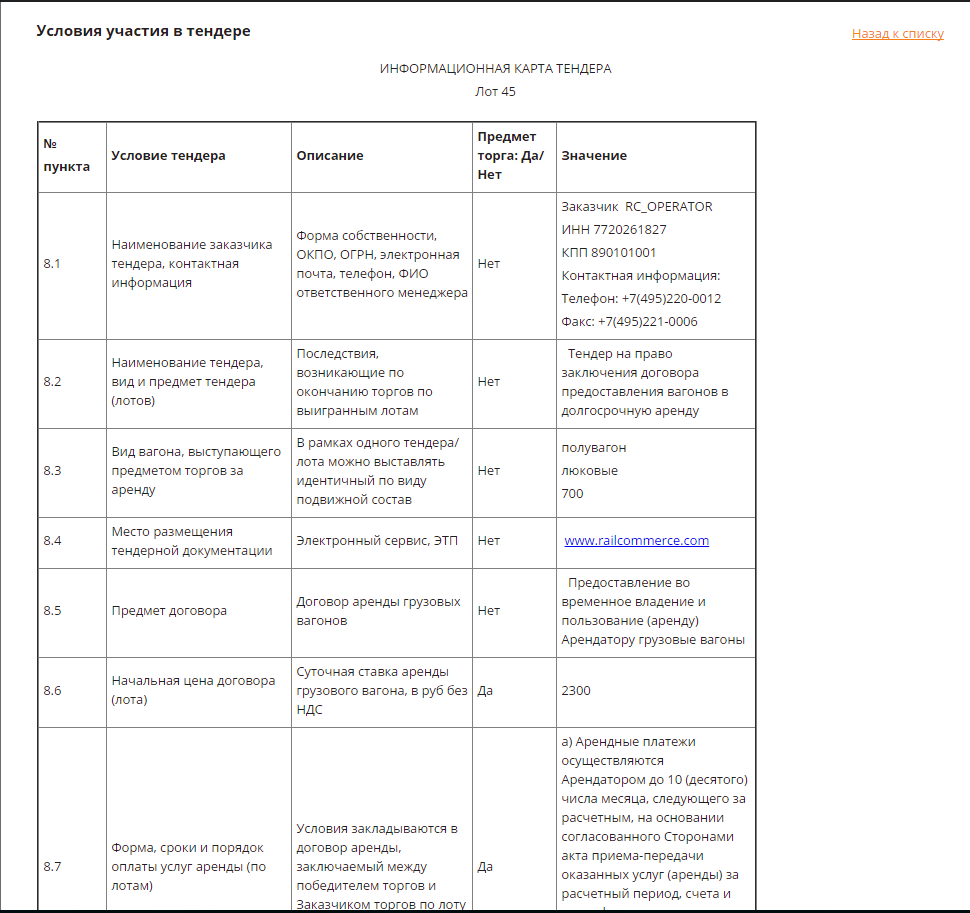 Условия участия в тендере
Назад к списку
ИНФОРМАЦИОННАЯ КАРТА ТЕНДЕРА
Лот 45
№
пункта
Условие тендера
Описание
Предмет
торга: Да/
Нет
Значение
8.1
Наименование заказчика
тендера, контактная
информация
Форма собственности,
ОКПО, ОГРН, электронная
почта, телефон, ФИО
ответственного менеджера
Нет
Заказчик RC_OPERATOR
ИНН 7720261827
КПП 890101001
Контактная информация:
Телефон: +7(495)220-0012
Факс: +7(495)221-0006
8.2
Наименование тендера,
вид и предмет тендера
(лотов)
Последствия,
возникающие по
окончанию торгов по
выигранным лотам
Нет
Тендер на право
заключения договора
предоставления вагонов в
долгосрочную аренду
8.3
Вид вагона, выступающего
предметом торгов за
аренду
В рамках одного тендера/
лота можно выставлять
идентичный по виду
подвижной состав
Нет
полувагон
люковые
700
8.4
Место размещения
тендерной документации
Электронный сервис, ЭТП
Нет
www.railcommerce.com
8.5
Предмет договора
Договор аренды грузовых
вагонов
Нет
Предоставление во
временное владение и
пользование (аренду)
Арендатору грузовые вагоны
8.6
Начальная цена договора
(лота)
Суточная ставка аренды
грузового вагона, в руб без
НДС
Да
2300
8.7
Форма, сроки и порядок
оплаты услуг аренды (по
лотам)
Условия закладываются в
договор аренды,
заключаемый между
победителем торгов и
Заказчиком торгов по лоту
Да
а) Арендные платежи
осуществляются
Арендатором до 10 (десятого)
числа месяца, следующего за
расчетным, на основании
согласованного Сторонами
акта приема-передачи
оказанных услуг (аренды) за
расчетный период, счета и